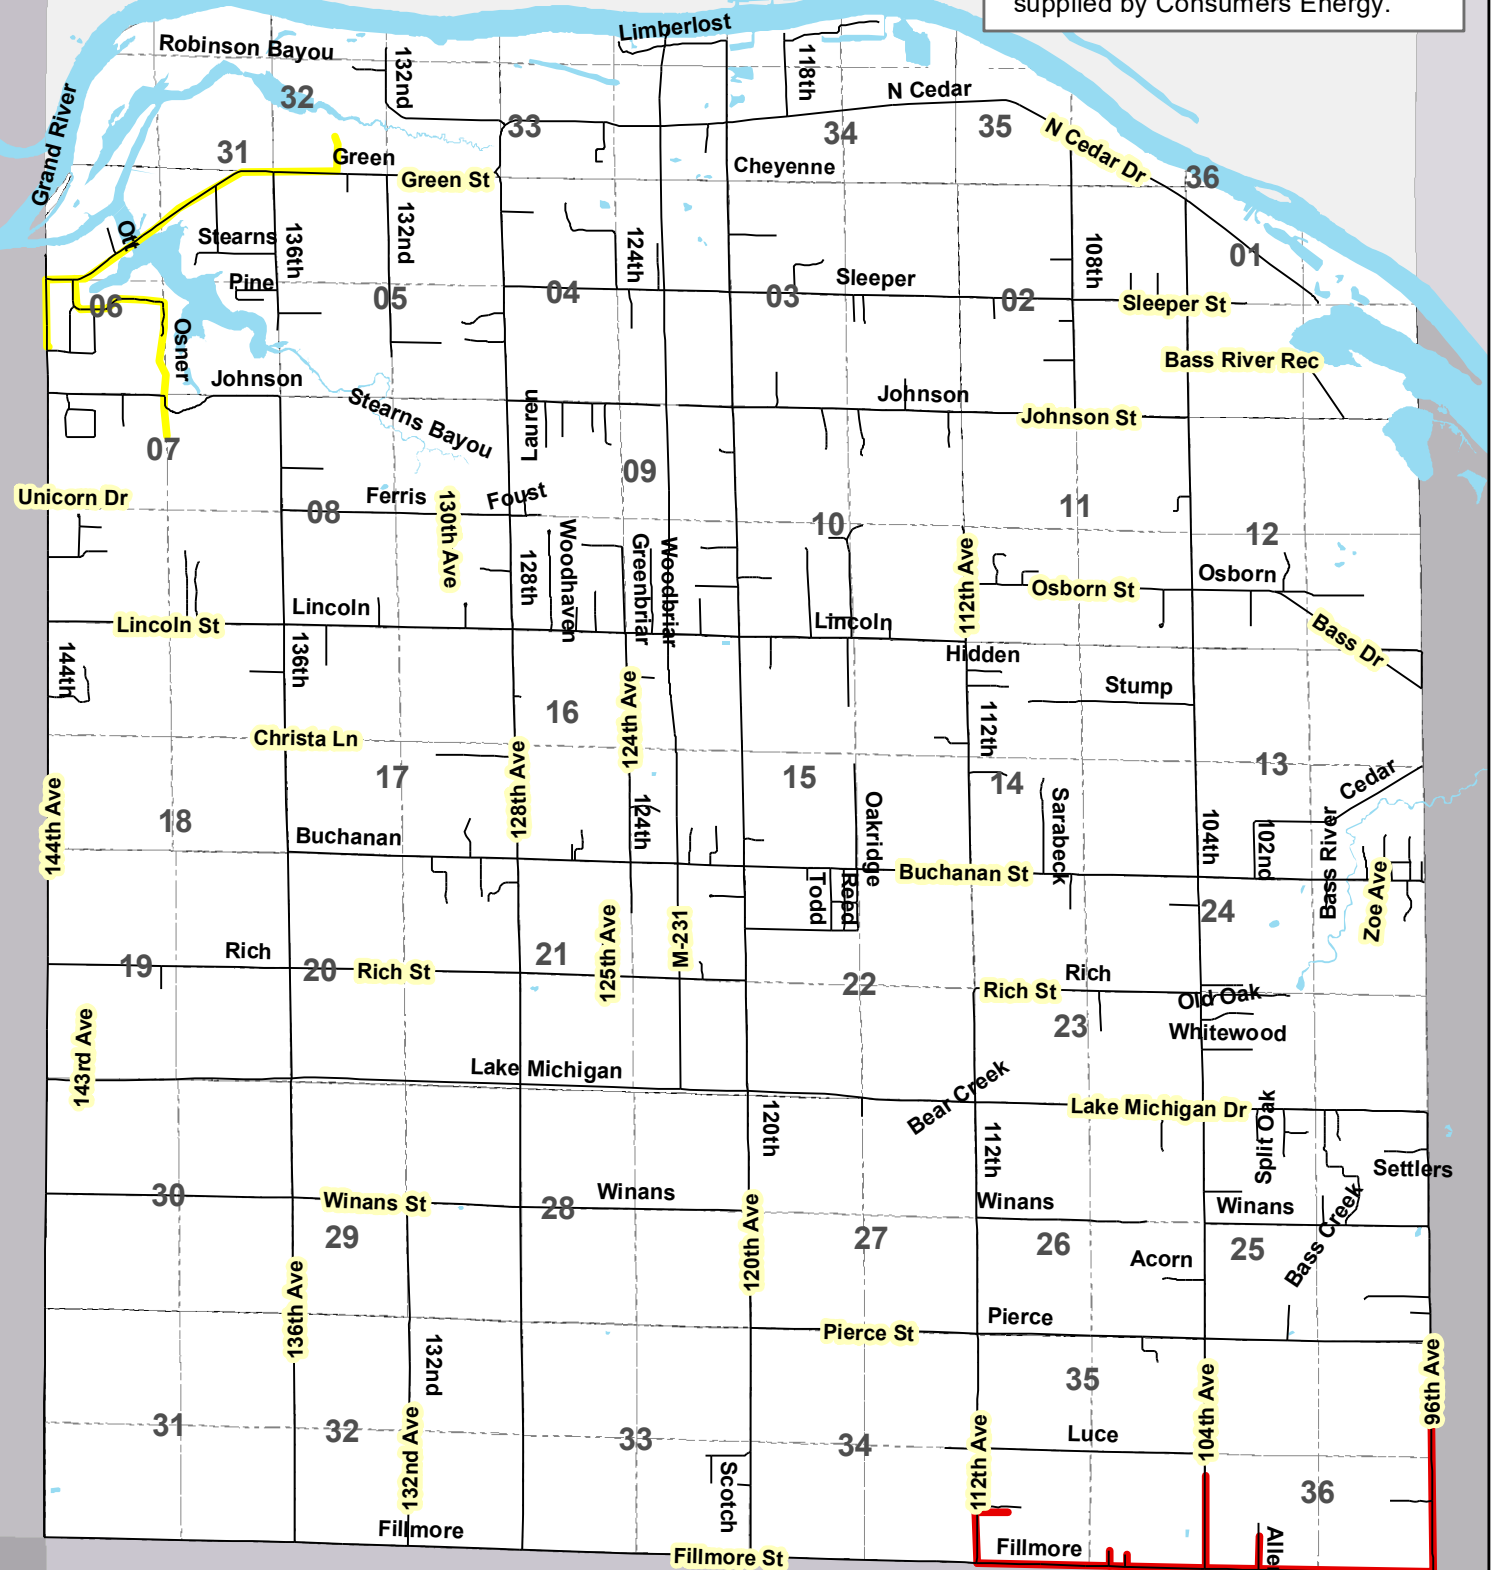 supplied by Consumers Energy.
Limberlost
Robinson Bayou
132nd
118th
N Cedar
32
Grand River
33
34
35
N Cedar Dr
31
Green
Green St
Cheyenne
36
Ott
Stearns
136th
132nd
124th
108th
01
Pine
06
05
04
03
Sleeper
02
Sleeper St
Osner
Johnson
Stearns Bayou
Lauren
Johnson
Johnson St
Bass River Rec
07
09
Unicorn Dr
08
Ferris
130th Ave
Foust
10
11
12
128th
Woodhaven
Greenbriar
Woodbriar
112th Ave
Osborn St
Osborn
Lincoln St
Lincoln
Lincoln
Bass Dr
144th
136th
Hidden
Stump
16
124th Ave
112th
Christa Ln
17
128th Ave
15
14
13
Cedar
144th Ave
18
Buchanan
124th
Oakridge
Sarabeck
104th
102nd
Bass River
Todd
Reed
Buchanan St
Zoe Ave
24
19
Rich
20
Rich St
21
125th Ave
M-231
22
Rich St
Rich
Old Oak
23
Whitewood
143rd Ave
Lake Michigan
Bear Creek
Lake Michigan Dr
Split Oak
120th
112th
Settlers
30
Winans St
29
28
Winans
120th Ave
27
Winans
26
Winans
25
Bass Creek
Acorn
136th Ave
132nd
Pierce St
Pierce
96th Ave
35
104th Ave
31
32
132nd Ave
33
34
112th Ave
Luce
Scotch
36
Fillmore
Fillmore St
Fillmore